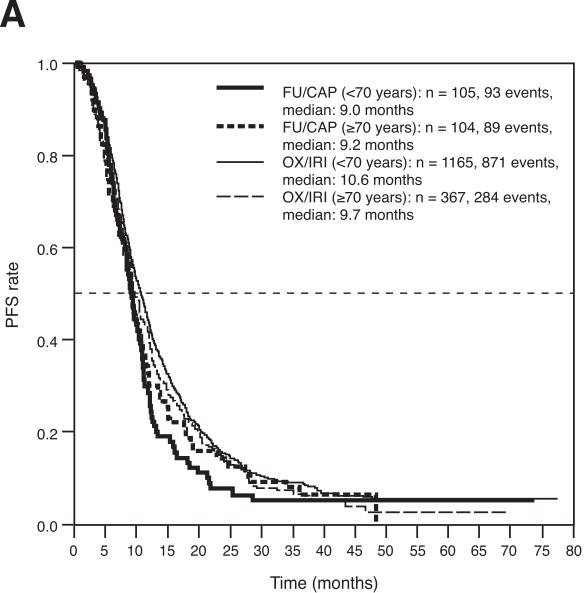 A
FU/CAP (<70 years): n = 105, 93 events,
median: 9.0 months
FU/CAP (≥70 years): n = 104, 89 events,
median: 9.2 months
OX/IRI (<70 years): n = 1165, 871 events,
median: 10.6 months
OX/IRI (≥70 years): n = 367, 284 events,
median: 9.7 months
PFS rate
1.0
0.8
0.6
0.4
0.2
0.0
0 5 10 15 20 25 30 35 40 45 50 55 60 65 70 75 80
Time (months)